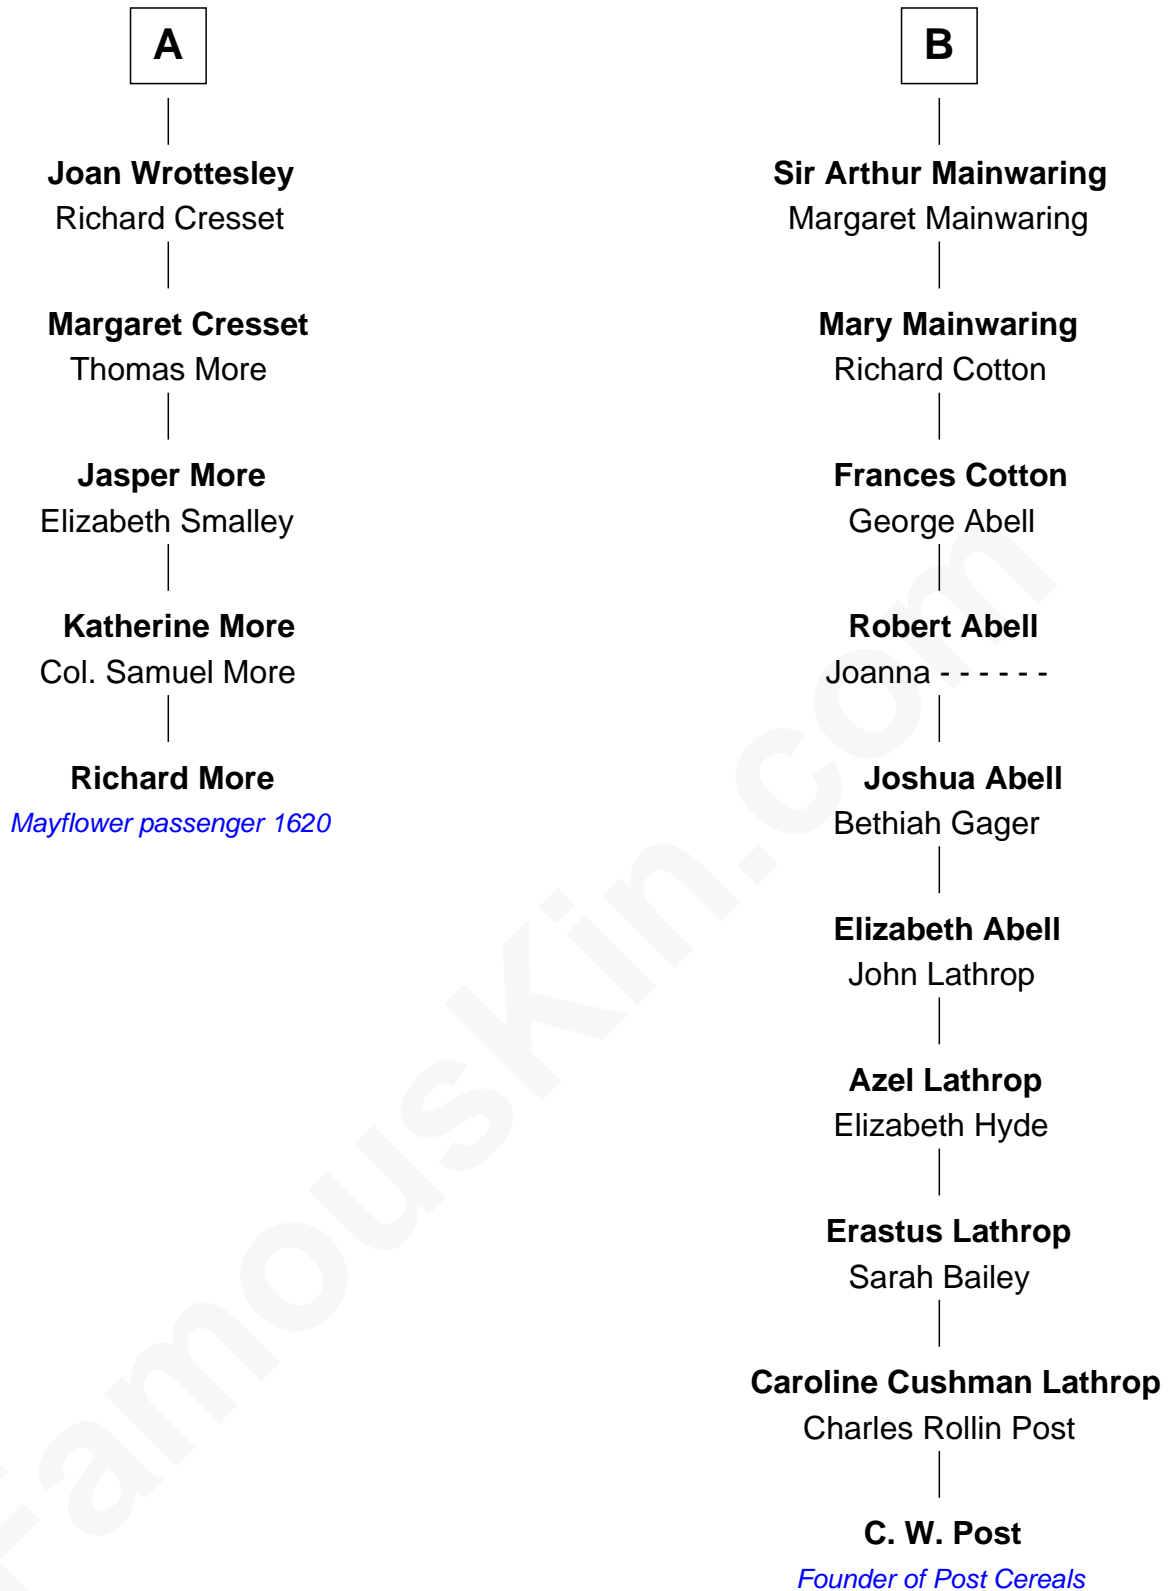 A
Joan Wrottesley
Richard Cresset
Margaret Cresset
Thomas More
Jasper More
Elizabeth Smalley
Katherine More
Col. Samuel More
Richard More
Mayflower passenger 1620
B
Sir Arthur Mainwaring
Margaret Mainwaring
Mary Mainwaring
Richard Cotton
Frances Cotton
George Abell
Robert Abell
Joanna - - - - - -
Joshua Abell
Bethiah Gager
Elizabeth Abell
John Lathrop
Azel Lathrop
Elizabeth Hyde
Erastus Lathrop
Sarah Bailey
Caroline Cushman Lathrop
Charles Rollin Post
C. W. Post
Founder of Post Cereals
FamousKin.com